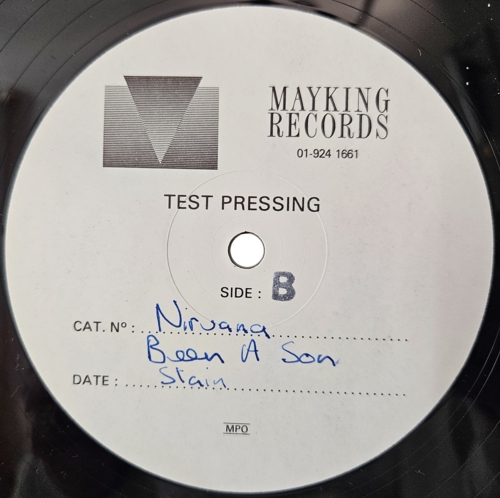 MAYKING
RECORDS
01-924 1661
TEST PRESSING
SIDE : B
CAT. Nº : Nirvana
Been A Son
DATE : Stain
MPO